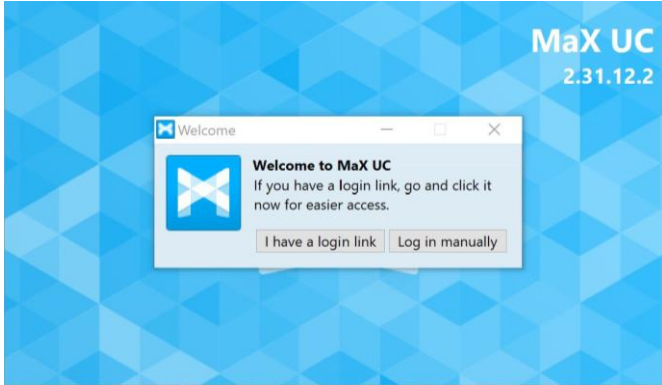 MaX UC
2.31.12.2
Welcome
Welcome to MaX UC
If you have a login link, go and click it
now for easier access.
I have a login link
Log in manually